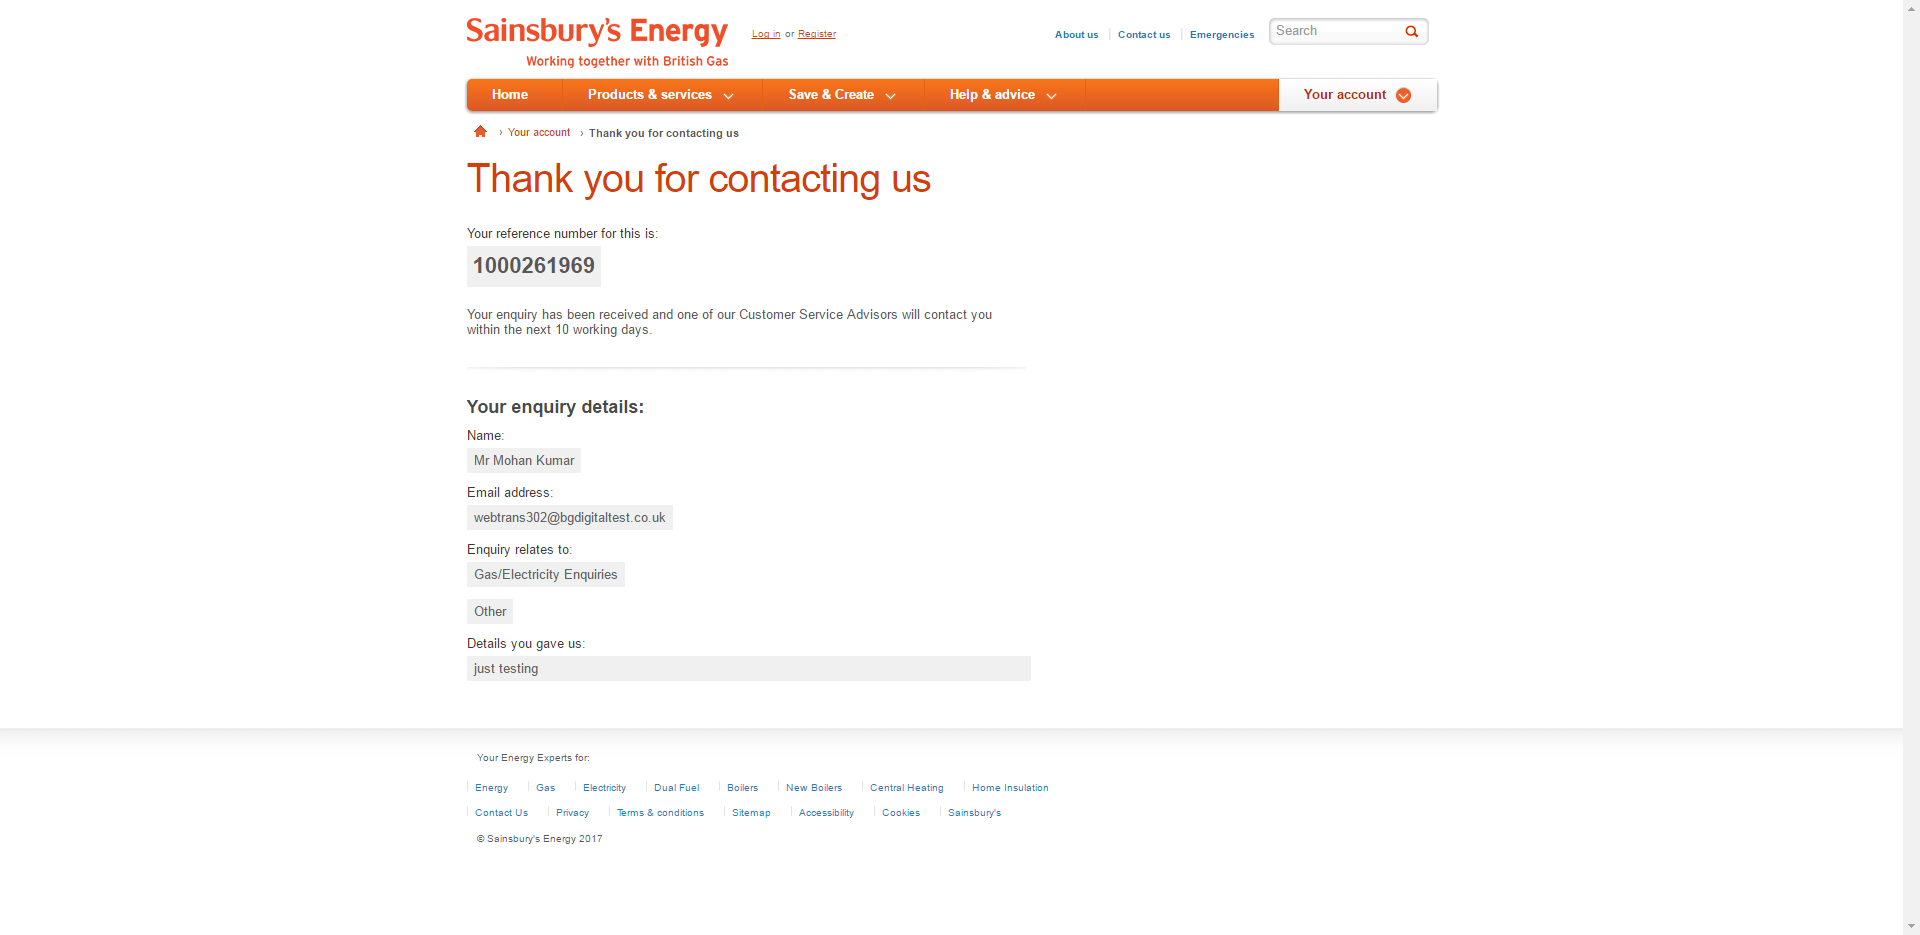 Sainsbury's Energy
Working together with British Gas
Log in or Register
About us
Contact us
Emergencies
Search
Home
Products & services
Save & Create
Help & advice
Your account
› Your account › Thank you for contacting us
Thank you for contacting us
Your reference number for this is:
1000261969
Your enquiry has been received and one of our Customer Service Advisors will contact you
within the next 10 working days.
Your enquiry details:
Name:
Mr Mohan Kumar
Email address:
webtrans302@bgdigitaltest.co.uk
Enquiry relates to:
Gas/Electricity Enquiries
Other
Details you gave us:
just testing
Your Energy Experts for:
Energy Gas Electricity Dual Fuel Boilers New Boilers Central Heating Home Insulation
Contact Us Privacy Terms & conditions Sitemap Accessibility Cookies Sainsbury's
© Sainsbury's Energy 2017